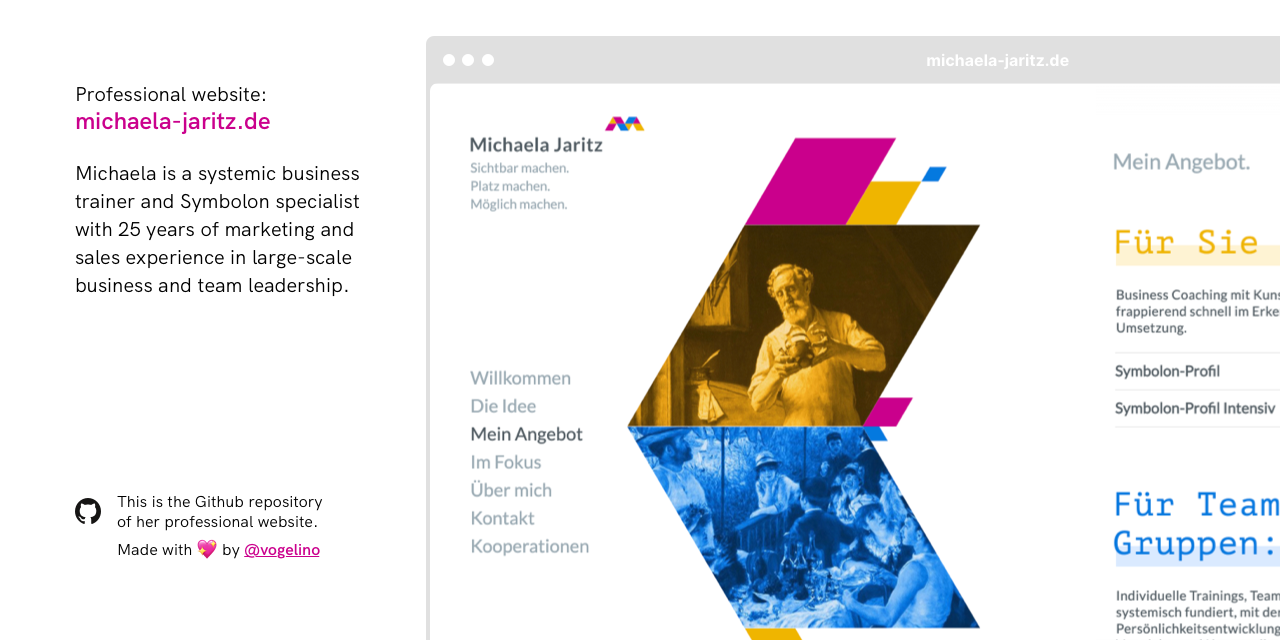 Professional website:
michaela-jaritz.de
Michaela is a systemic business
trainer and Symbolon specialist
with 25 years of marketing and
sales experience in large-scale
business and team leadership.
This is the Github repository
of her professional website.
Made with 💖 by @vogelino
michaela-jaritz.de
Michaela Jaritz
Sichtbar machen.
Platz machen.
Möglich machen.
Willkommen
Die Idee
Mein Angebot
Im Fokus
Über mich
Kontakt
Kooperationen
Mein Angebot.
Für Sie
Business Coaching mit Kuns
frappierend schnell im Erke
Umsetzung.
Symbolon-Profil
Symbolon-Profil Intensiv
Für Team
Gruppen:
Individuelle Trainings, Team
systemisch fundiert, mit der
Persönlichkeitsentwicklung